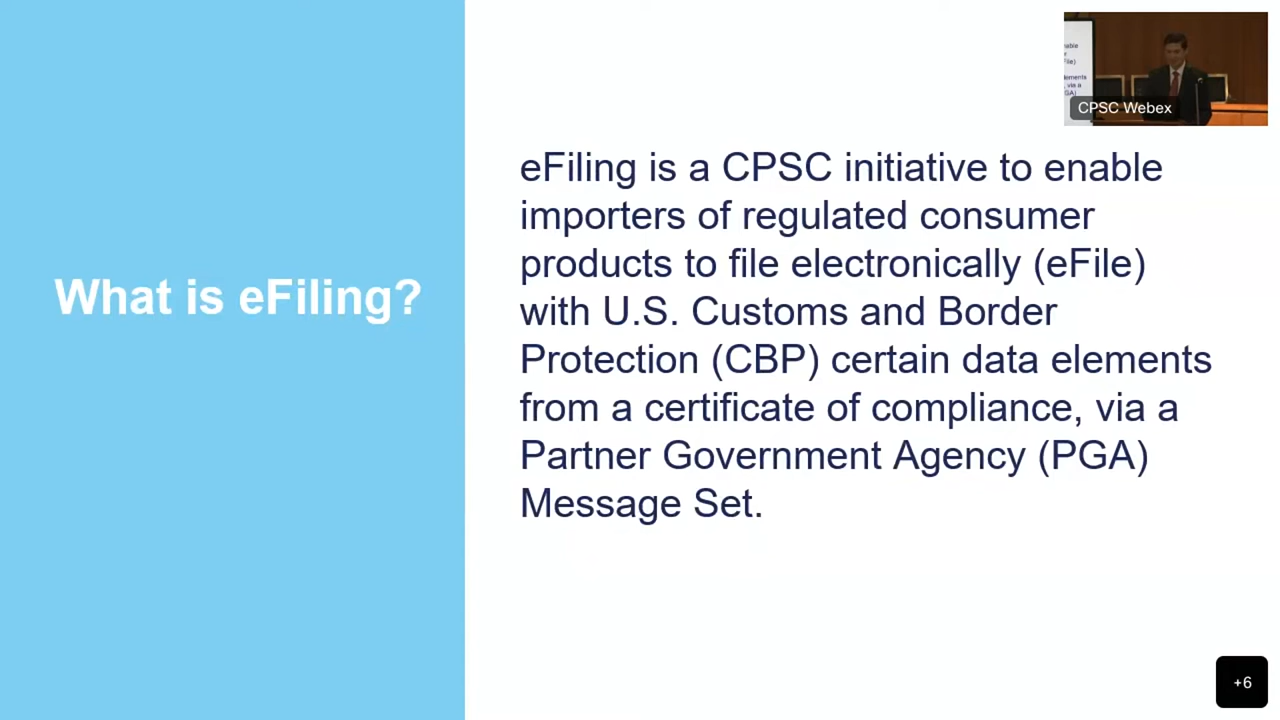 What is eFiling?
eFiling is a CPSC initiative to enable
importers of regulated consumer
products to file electronically (eFile)
with U.S. Customs and Border
Protection (CBP) certain data elements
from a certificate of compliance, via a
Partner Government Agency (PGA)
Message Set.
CPSC Webex
+6